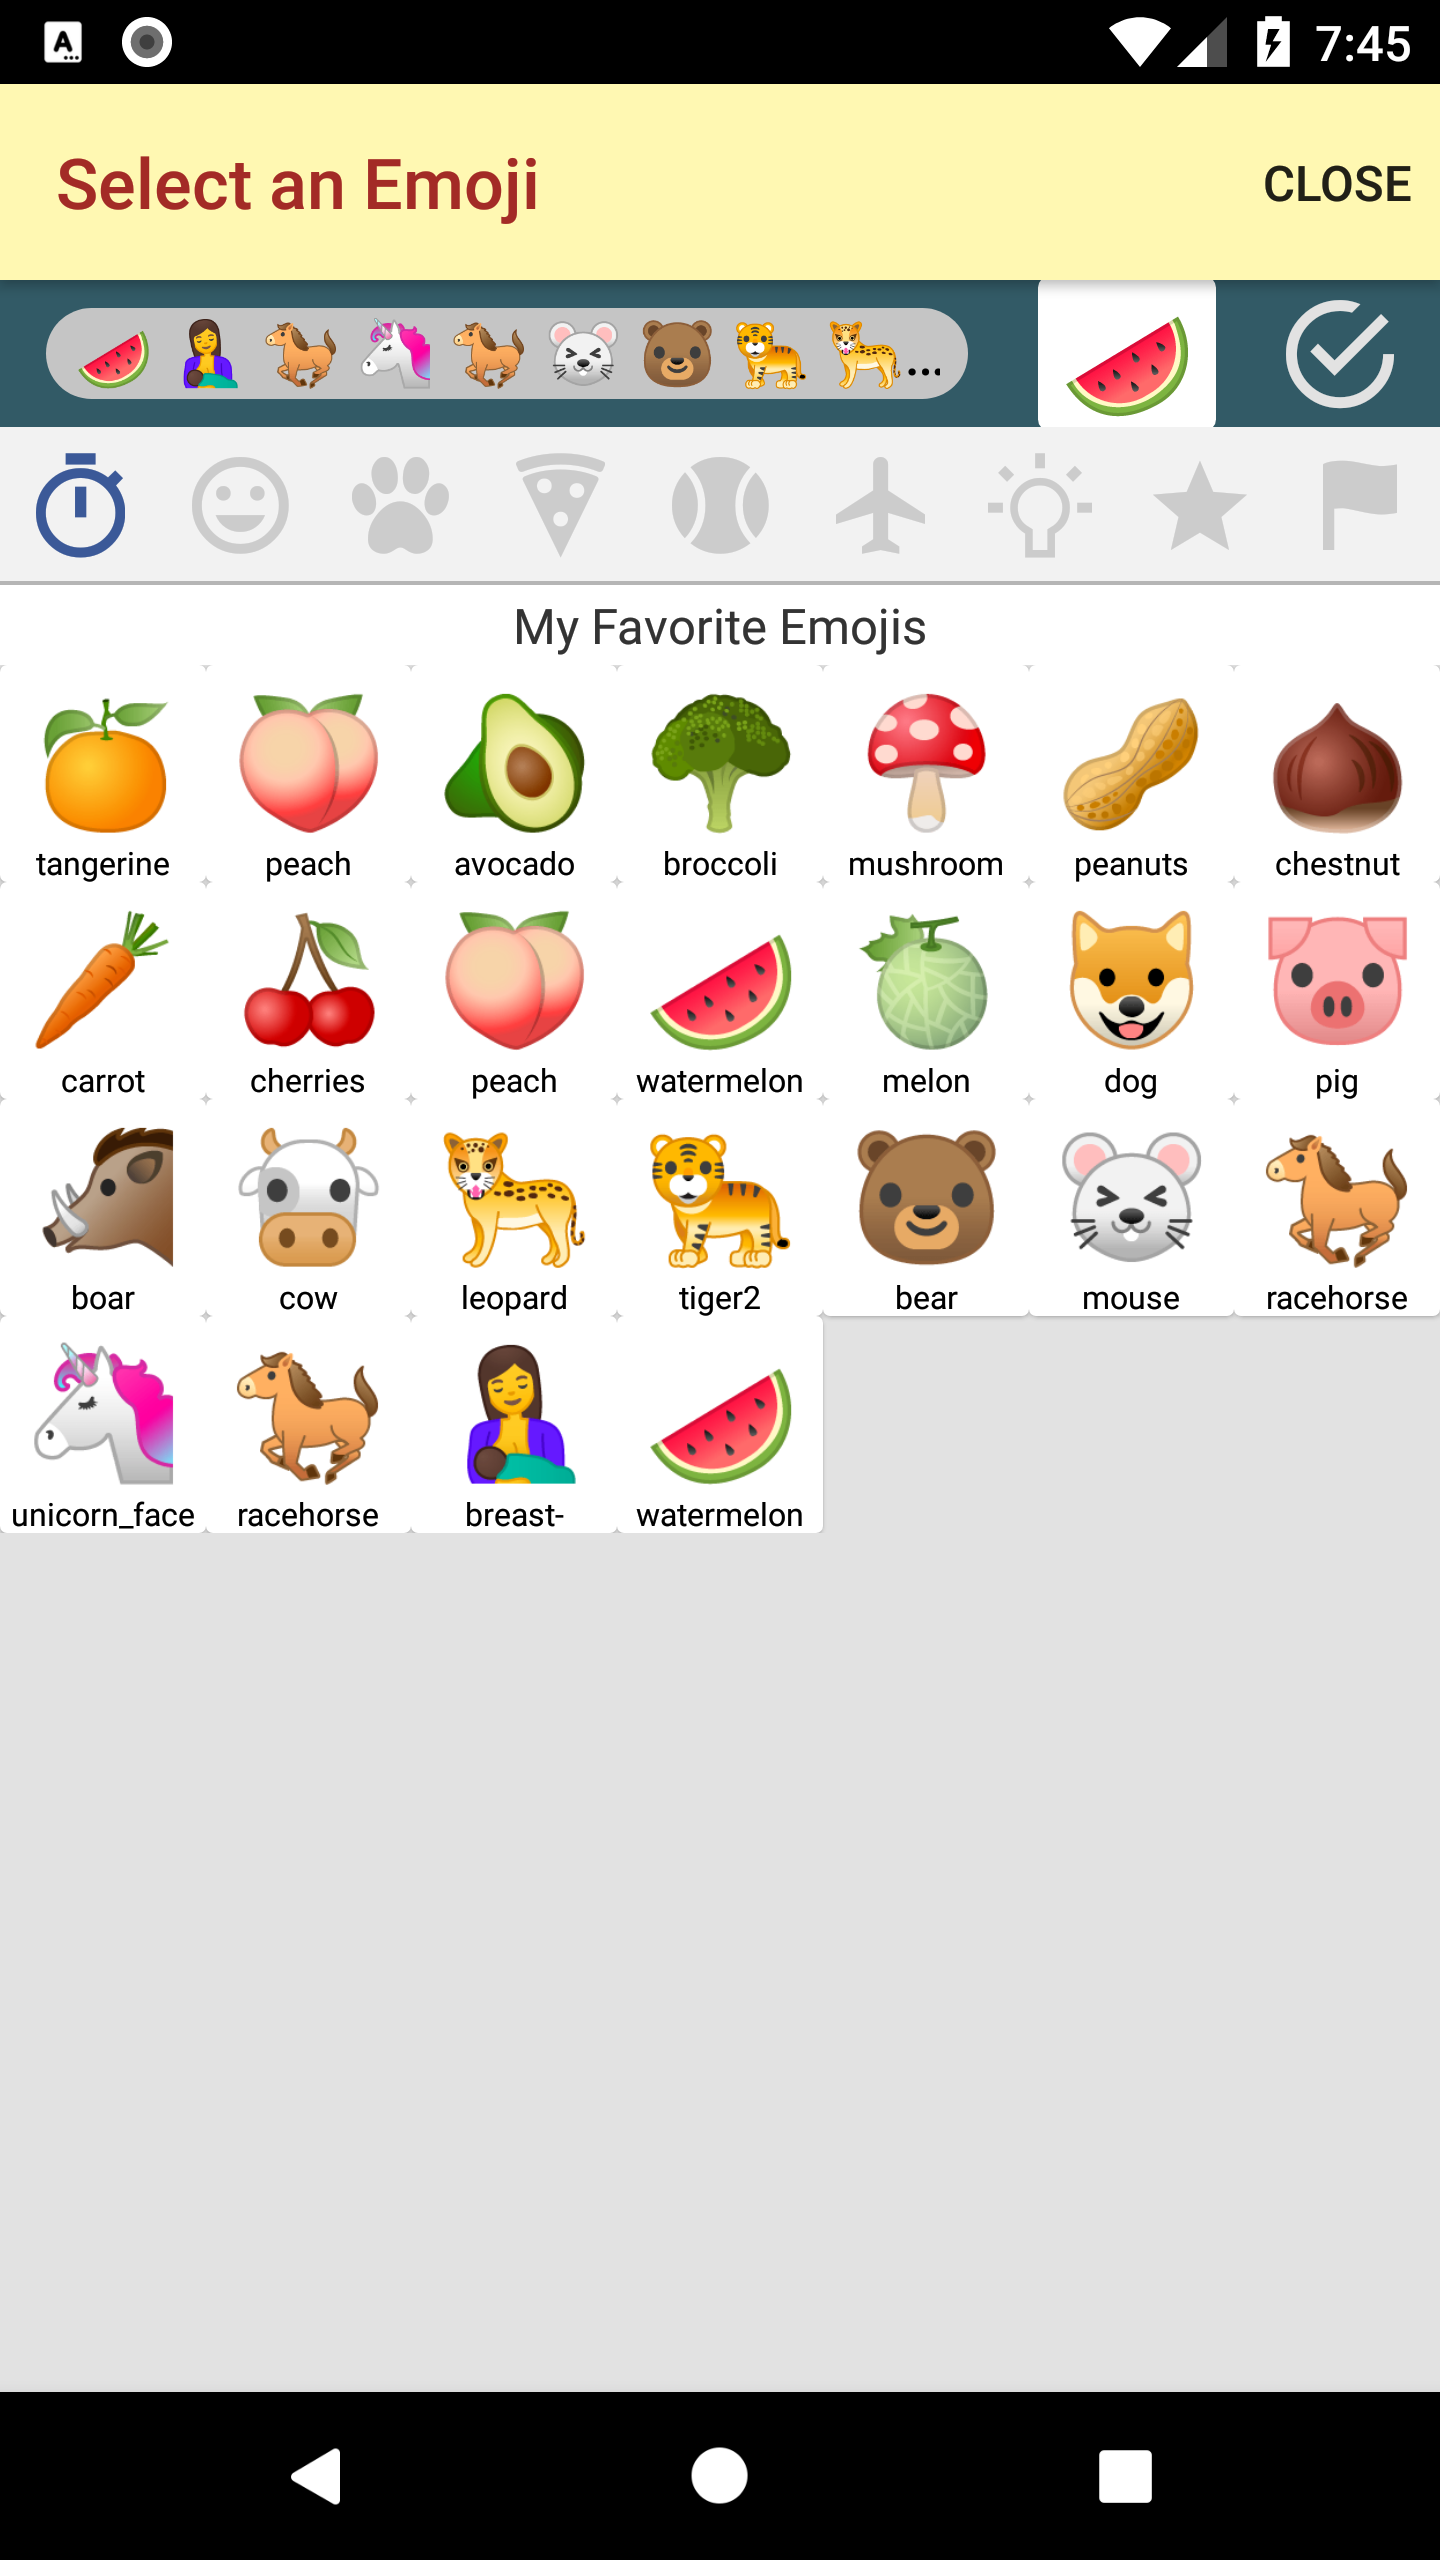 7:45
Select an Emoji
CLOSE
...
My Favorite Emojis
tangerine peach avocado broccoli mushroom peanuts chestnut
carrot cherries peach watermelon melon dog pig
boar cow leopard tiger2 bear mouse racehorse
unicorn_face racehorse breast- watermelon